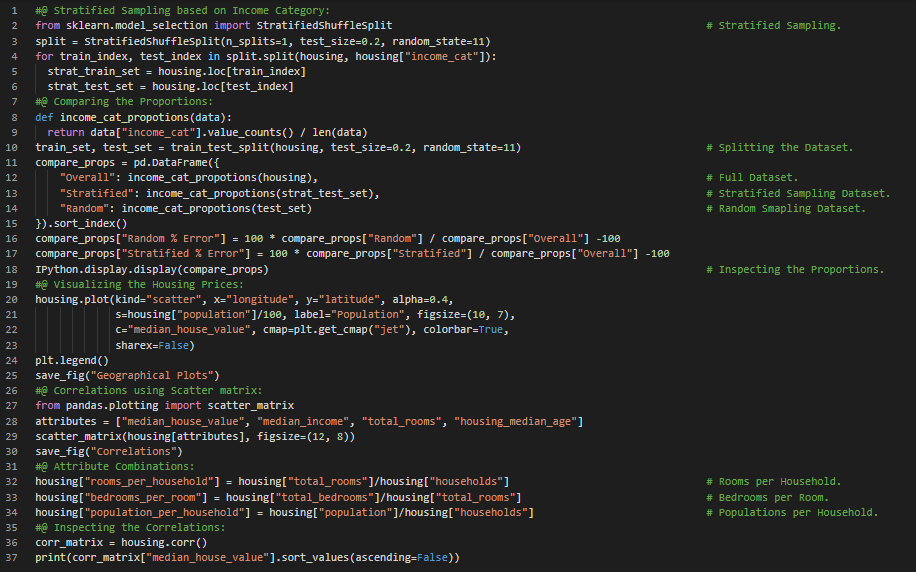 1 #@ Stratified Sampling based on Income Category:
2 from sklearn.model_selection import StratifiedShuffleSplit # Stratified Sampling.
3 split = StratifiedShuffleSplit(n_splits=1, test_size=0.2, random_state=11)
4 for train_index, test_index in split.split(housing, housing["income_cat"]):
5 strat_train_set = housing.loc[train_index]
6 strat_test_set = housing.loc[test_index]
7 #@ Comparing the Proportions:
8 def income_cat_propotions(data):
9 return data["income_cat"].value_counts() / len(data)
10 train_set, test_set = train_test_split(housing, test_size=0.2, random_state=11) # Splitting the Dataset.
11 compare_props = pd.DataFrame({
12 "Overall": income_cat_propotions(housing), # Full Dataset.
13 "Stratified": income_cat_propotions(strat_test_set), # Stratified Sampling Dataset.
14 "Random": income_cat_propotions(test_set) # Random Smapling Dataset.
15 }).sort_index()
16 compare_props["Random % Error"] = 100 * compare_props["Random"] / compare_props["Overall"] -100
17 compare_props["Stratified % Error"] = 100 * compare_props["Stratified"] / compare_props["Overall"] -100
18 IPython.display.display(compare_props) # Inspecting the Proportions.
19 #@ Visualizing the Housing Prices:
20 housing.plot(kind="scatter", x="longitude", y="latitude", alpha=0.4,
21 s=housing["population"]/100, label="Population", figsize=(10, 7),
22 c="median_house_value", cmap=plt.get_cmap("jet"), colorbar=True,
23 sharex=False)
24 plt.legend()
25 save_fig("Geographical Plots")
26 #@ Correlations using Scatter matrix:
27 from pandas.plotting import scatter_matrix
28 attributes = ["median_house_value", "median_income", "total_rooms", "housing_median_age"]
29 scatter_matrix(housing[attributes], figsize=(12, 8))
30 save_fig("Correlations")
31 #@ Attribute Combinations:
32 housing["rooms_per_household"] = housing["total_rooms"]/housing["households"] # Rooms per Household.
33 housing["bedrooms_per_room"] = housing["total_bedrooms"]/housing["total_rooms"] # Bedrooms per Room.
34 housing["population_per_household"] = housing["population"]/housing["households"] # Populations per Household.
35 #@ Inspecting the Correlations:
36 corr_matrix = housing.corr()
37 print(corr_matrix["median_house_value"].sort_values(ascending=False))